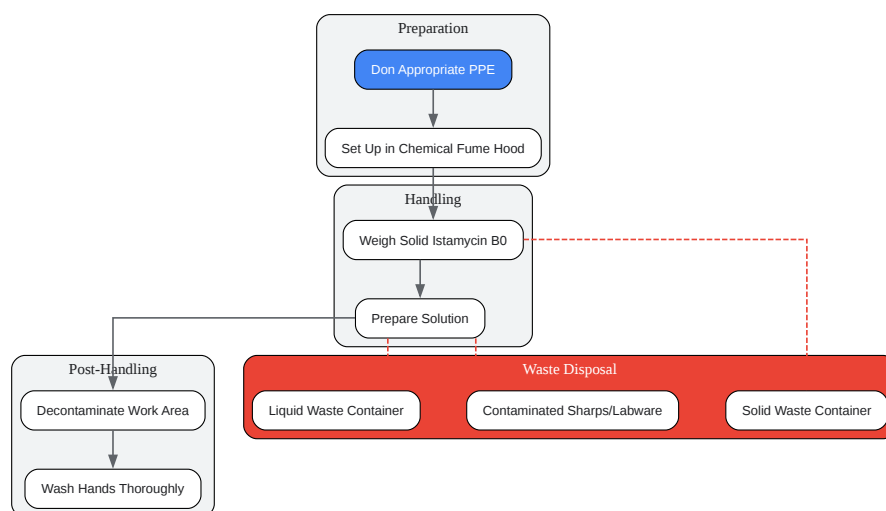 Preparation
Don Appropriate PPE
Set Up in Chemical Fume Hood
Handling
Weigh Solid Istamycin B0
Prepare Solution
Post-Handling
Decontaminate Work Area
Wash Hands Thoroughly
Waste Disposal
Liquid Waste Container
Contaminated Sharps/Labware
Solid Waste Container